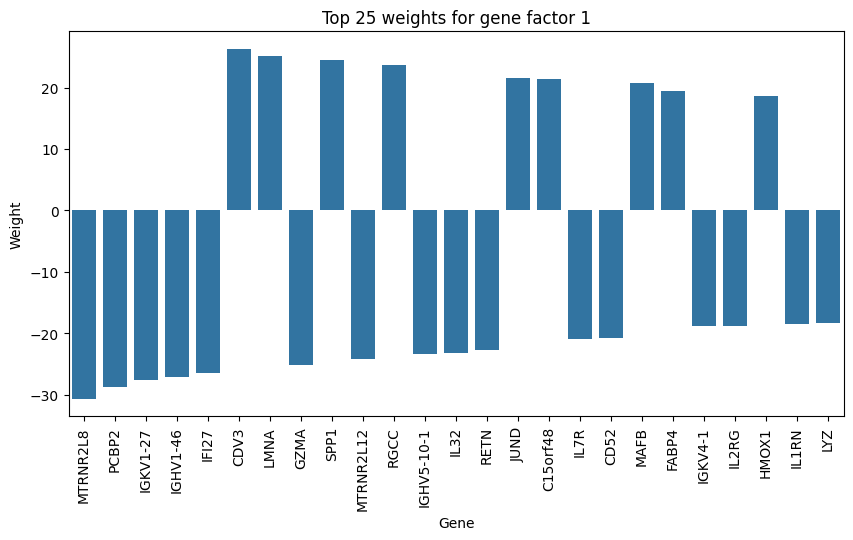 Top 25 weights for gene factor 1
Weight
20
10
0
−10
−20
−30
MTRNR2L8
PCBP2
IGKV1-27
IGHV1-46
IFI27
CDV3
LMNA
GZMA
SPP1
MTRNR2L12
RGCC
IGHV5-10-1
IL32
RETN
JUND
C15orf48
IL7R
CD52
MAFB
FABP4
IGKV4-1
IL2RG
HMOX1
IL1RN
LYZ
Gene